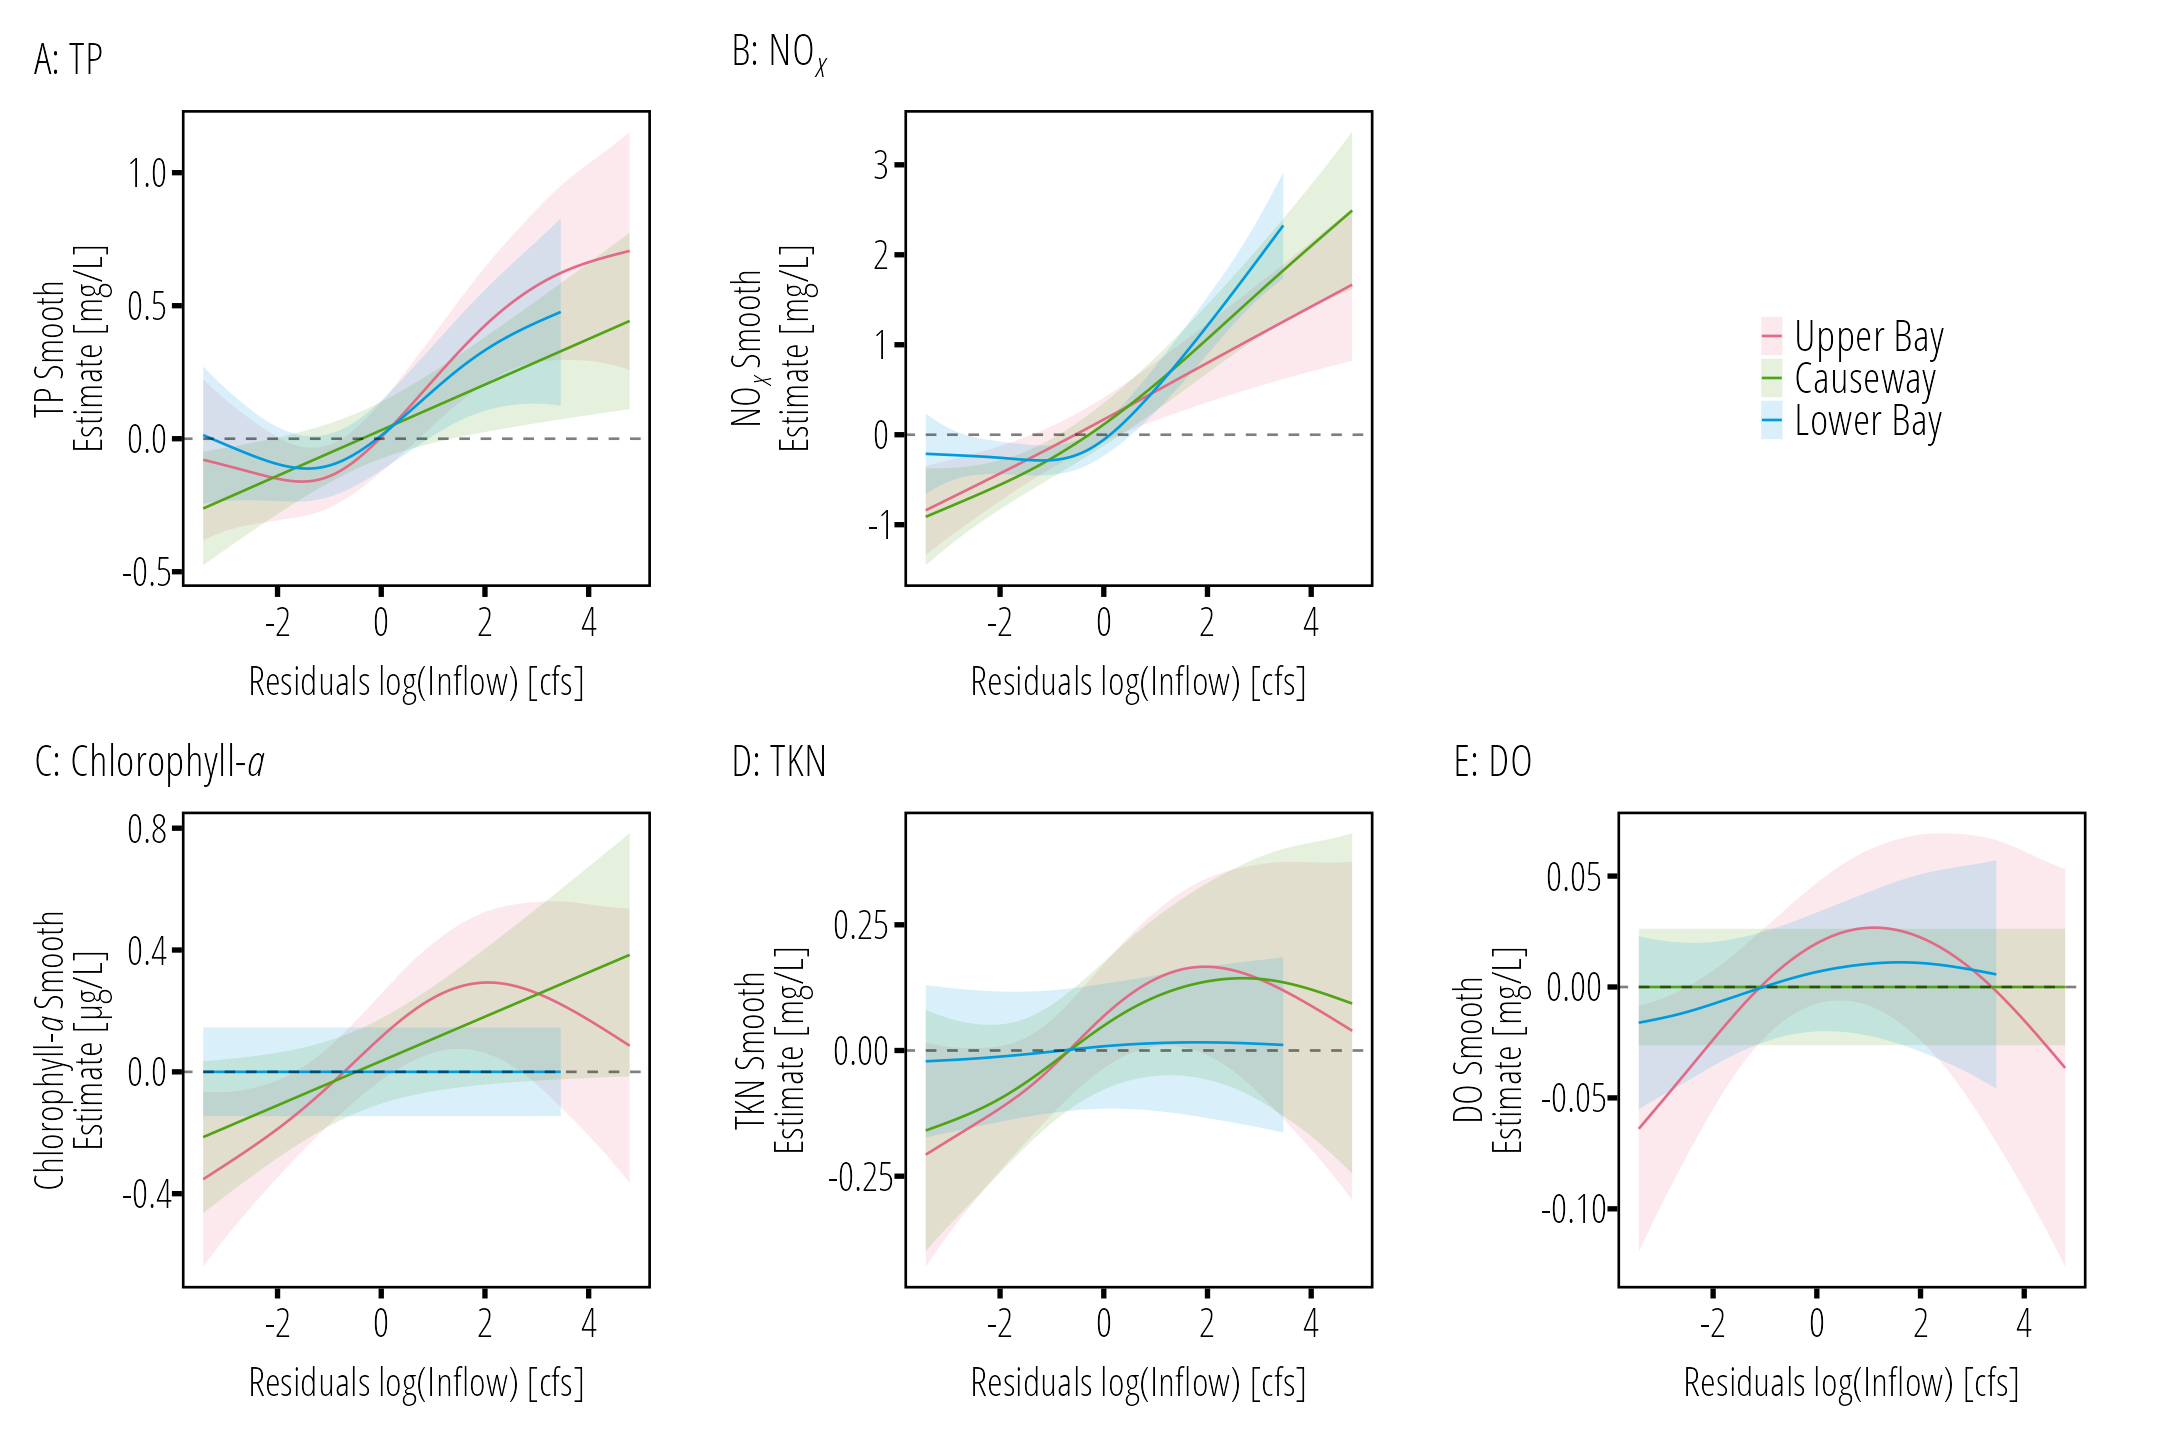 A: TP
B: NOx
1.0
0.5
0.0
-0.5
TP Smooth
Estimate [mg/L]
-2 0 2 4
Residuals log(Inflow) [cfs]
3
2
1
0
-1
NOx Smooth
Estimate [mg/L]
-2 0 2 4
Residuals log(Inflow) [cfs]
Upper Bay
Causeway
Lower Bay
C: Chlorophyll-a
D: TKN
E: DO
0.8
0.4
0.0
-0.4
Chlorophyll-a Smooth
Estimate [µg/L]
-2 0 2 4
Residuals log(Inflow) [cfs]
0.25
0.00
-0.25
TKN Smooth
Estimate [mg/L]
-2 0 2 4
Residuals log(Inflow) [cfs]
0.05
0.00
-0.05
-0.10
DO Smooth
Estimate [mg/L]
-2 0 2 4
Residuals log(Inflow) [cfs]